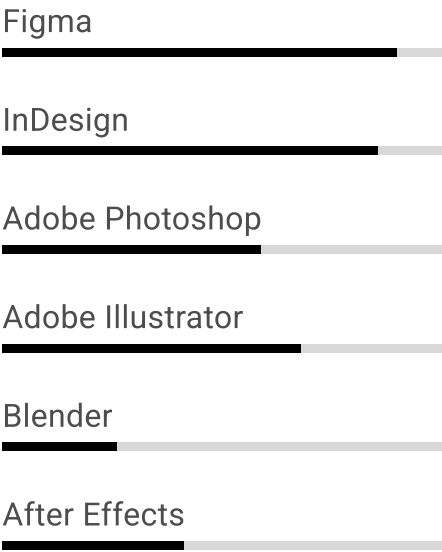 Figma
InDesign
Adobe Photoshop
Adobe Illustrator
Blender
After Effects